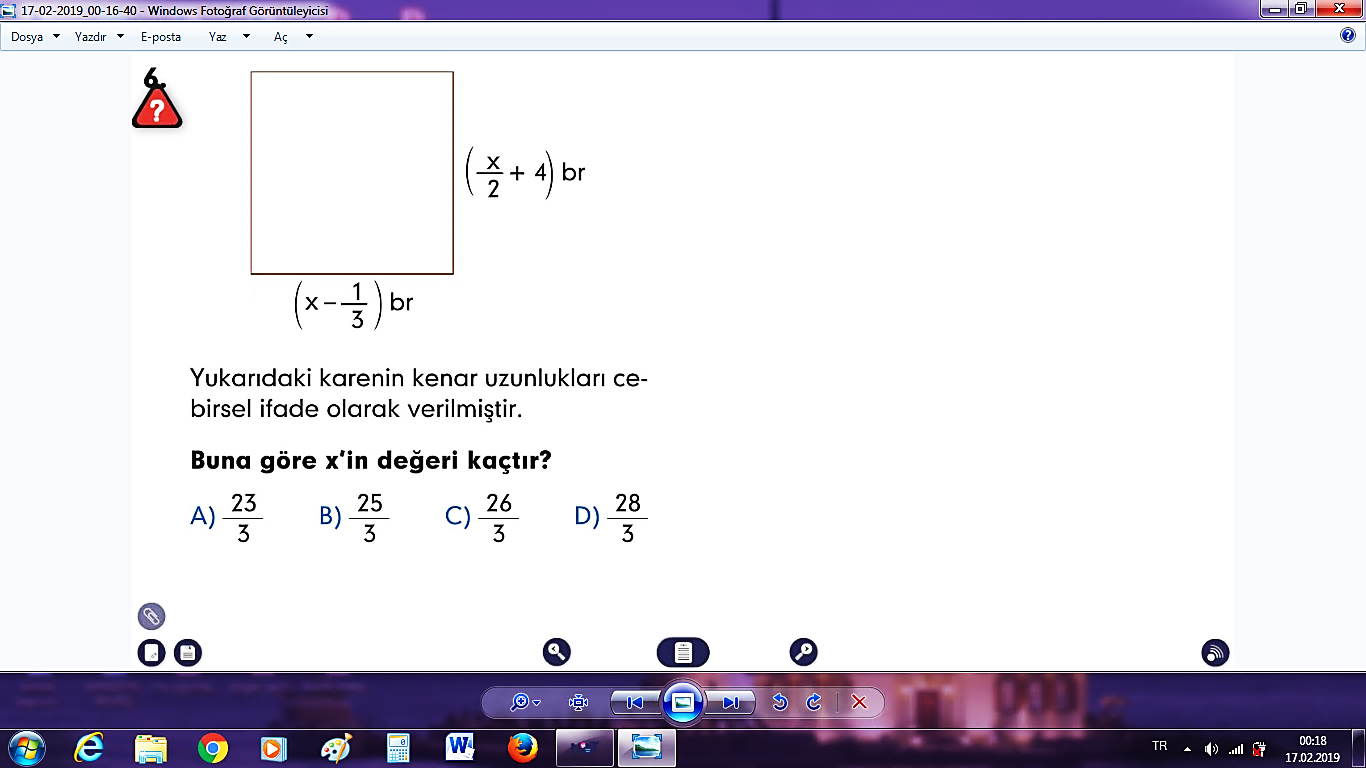 17-02-2019_00-16-40 - Windows Fotoğraf Görüntüleyicisi
Dosya Yazdır E-posta Yaz Aç
6.
?
(x/2 + 4) br
(x – 1/3) br
Yukarıdaki karenin kenar uzunlukları ce-
birsel ifade olarak verilmiştir.
Buna göre x'in değeri kaçtır?
A) 23/3 B) 25/3 C) 26/3 D) 28/3
TR 00:18
17.02.2019